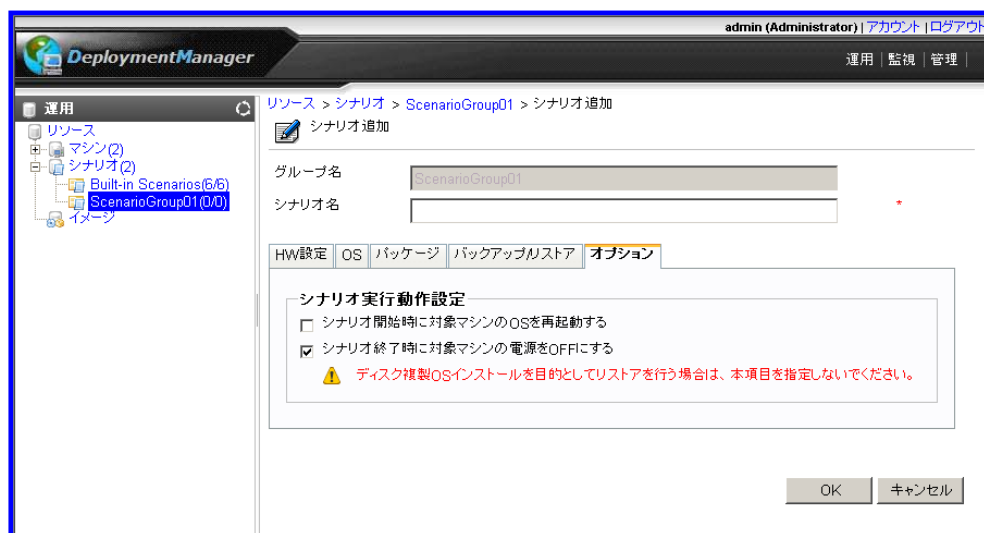 admin (Administrator) | アカウント | ログアウト
DeploymentManager
運用 | 監視 | 管理 |
運用
リソース
マシン(2)
シナリオ(2)
Built-in Scenarios(6/6)
ScenarioGroup01(0/0)
イメージ
リソース > シナリオ > ScenarioGroup01 > シナリオ追加
シナリオ追加
グループ名 ScenarioGroup01
シナリオ名 *
HW設定 OS パッケージ バックアップ/リストア オプション
シナリオ実行動作設定
シナリオ開始時に対象マシンのOSを再起動する
シナリオ終了時に対象マシンの電源をOFFにする
ディスク複製OSインストールを目的としてリストアを行う場合は、本項目を指定しないでください。
OK キャンセル